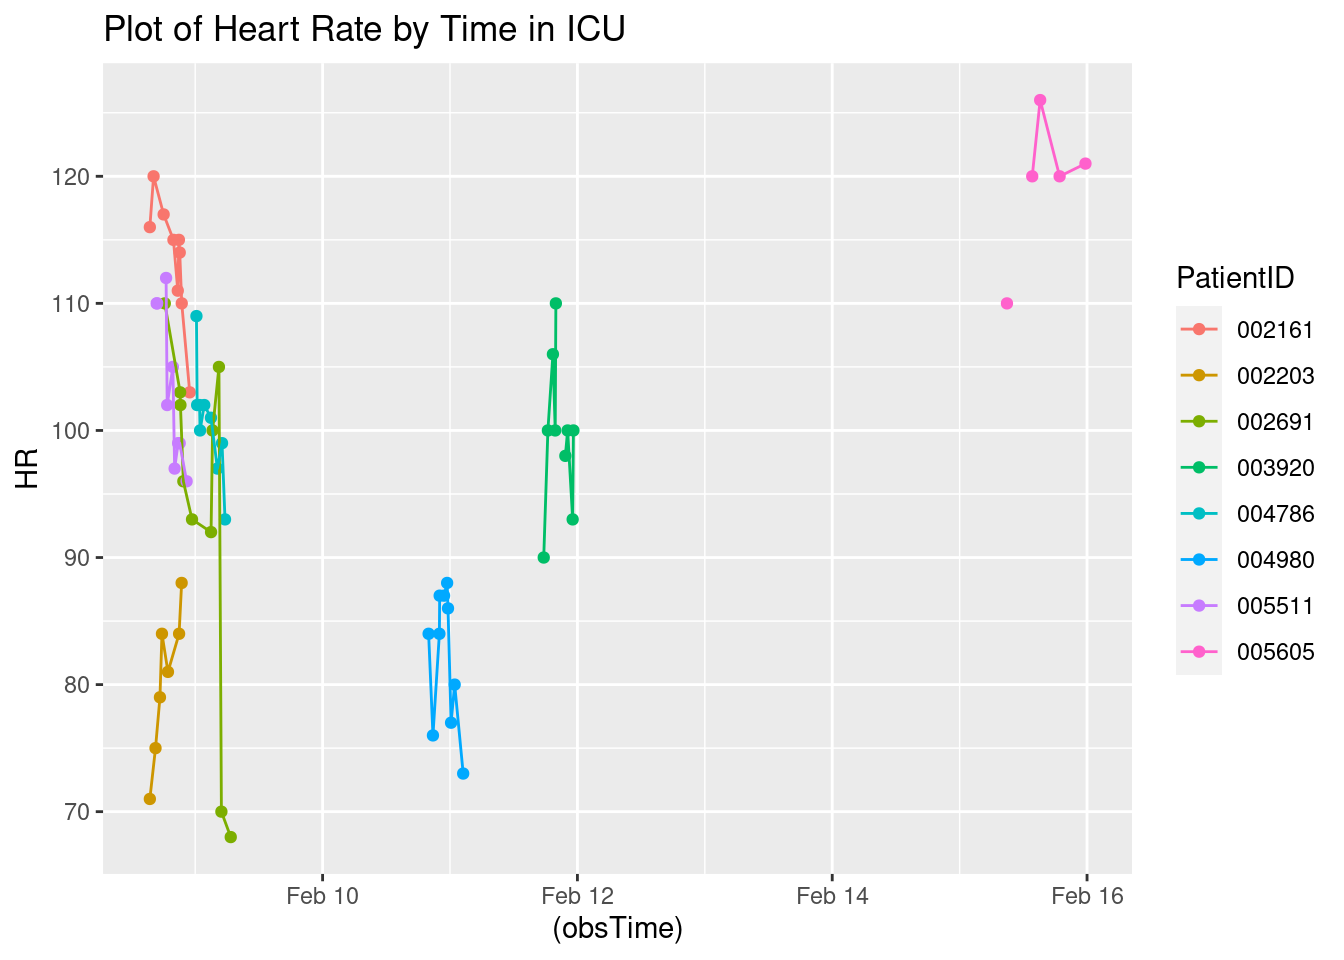 Plot of Heart Rate by Time in ICU
120
110
100
90
80
70
HR
Feb 10
Feb 12
Feb 14
Feb 16
(obsTime)
PatientID
002161
002203
002691
003920
004786
004980
005511
005605